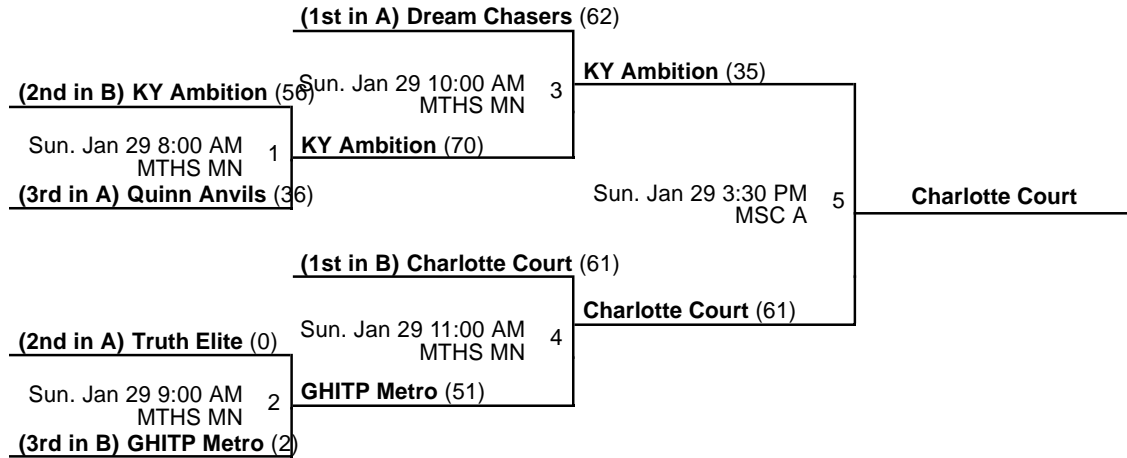 (1st in A) Dream Chasers (62)
Sun. Jan 29 10:00 AM
MTHS MN
3
KY Ambition (35)
(2nd in B) KY Ambition (56)
Sun. Jan 29 8:00 AM
MTHS MN
1
KY Ambition (70)
(3rd in A) Quinn Anvils (36)
Sun. Jan 29 3:30 PM
MSC A
5
Charlotte Court
(1st in B) Charlotte Court (61)
Sun. Jan 29 11:00 AM
MTHS MN
4
Charlotte Court (61)
(2nd in A) Truth Elite (0)
Sun. Jan 29 9:00 AM
MTHS MN
2
GHITP Metro (51)
(3rd in B) GHITP Metro (2)